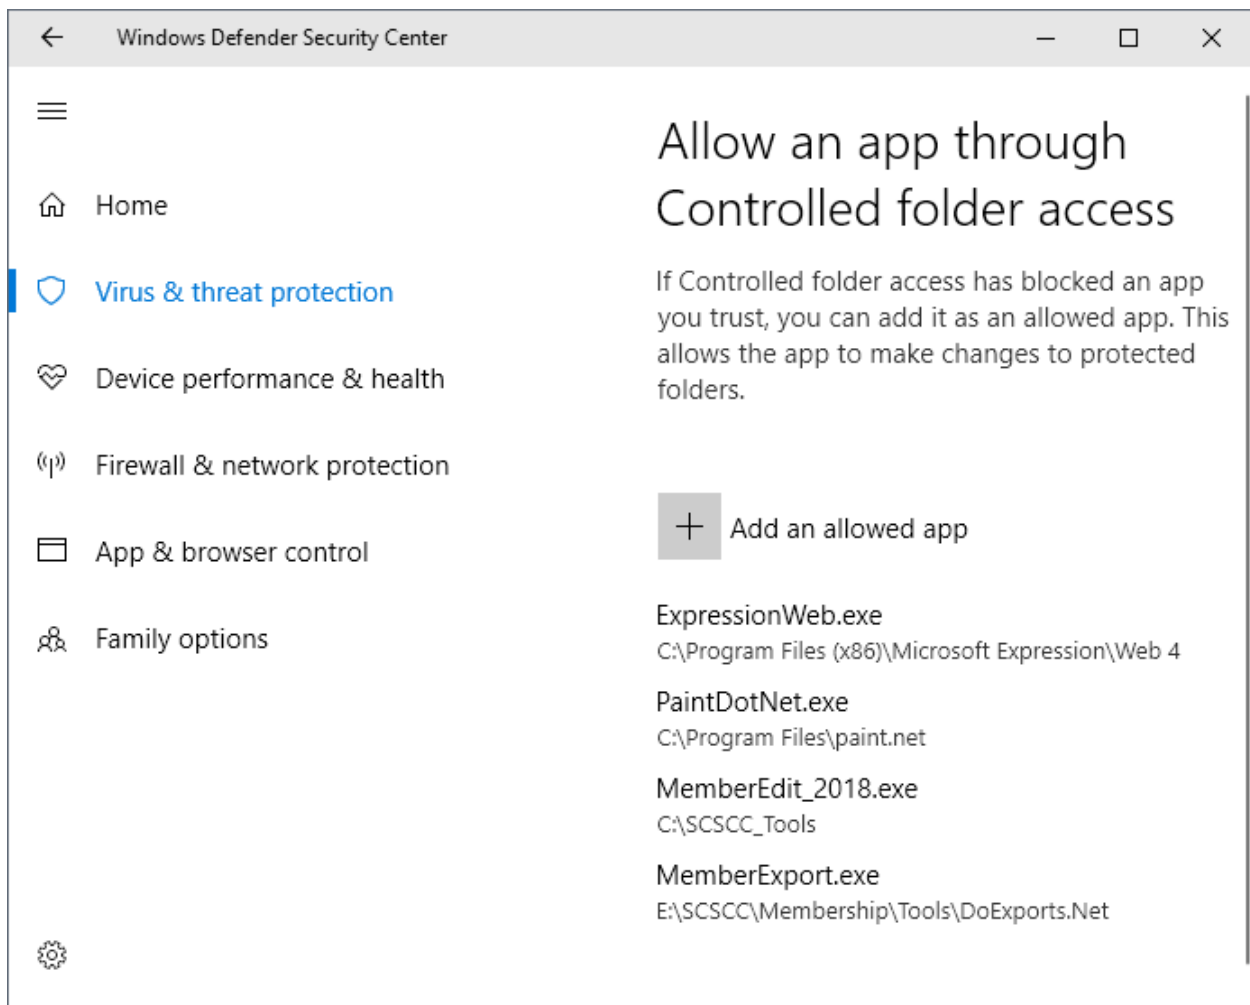 Windows Defender Security Center
Home
Virus & threat protection
Device performance & health
Firewall & network protection
App & browser control
Family options
Allow an app through
Controlled folder access
If Controlled folder access has blocked an app
you trust, you can add it as an allowed app. This
allows the app to make changes to protected
folders.
Add an allowed app
ExpressionWeb.exe
C:\Program Files (x86)\Microsoft Expression\Web 4
PaintDotNet.exe
C:\Program Files\paint.net
MemberEdit_2018.exe
C:\SCSCC_Tools
MemberExport.exe
E:\SCSCC\Membership\Tools\DoExports.Net